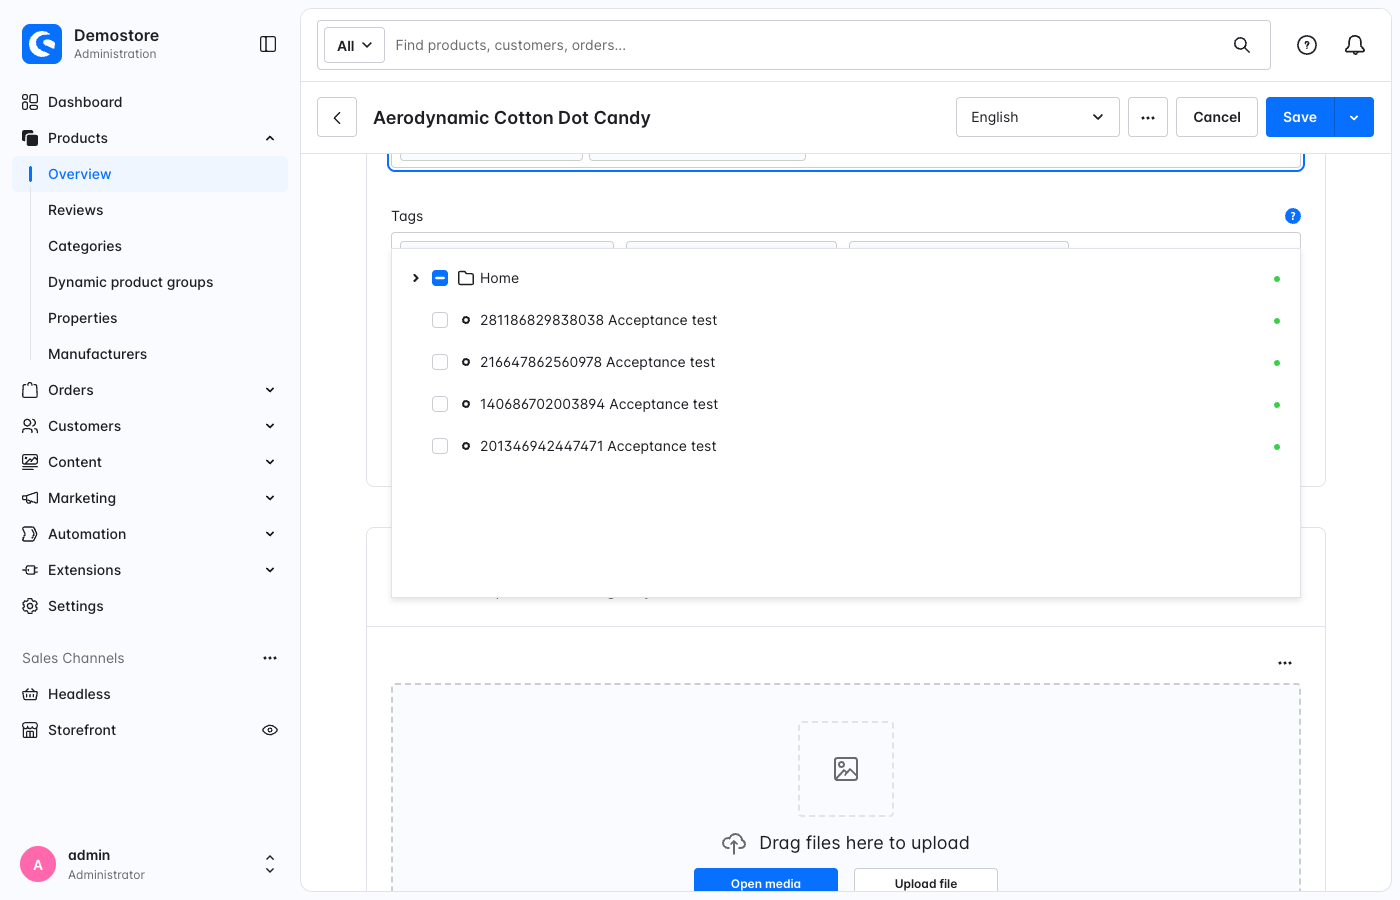 Demostore
Administration
Dashboard
Products
Overview
Reviews
Categories
Dynamic product groups
Properties
Manufacturers
Orders
Customers
Content
Marketing
Automation
Extensions
Settings
Sales Channels
Headless
Storefront
A
admin
Administrator
All
Find products, customers, orders...
Aerodynamic Cotton Dot Candy
English
Cancel
Save
Tags
Home
281186829838038 Acceptance test
216647862560978 Acceptance test
140686702003894 Acceptance test
201346942447471 Acceptance test
Drag files here to upload
Open media
Upload file